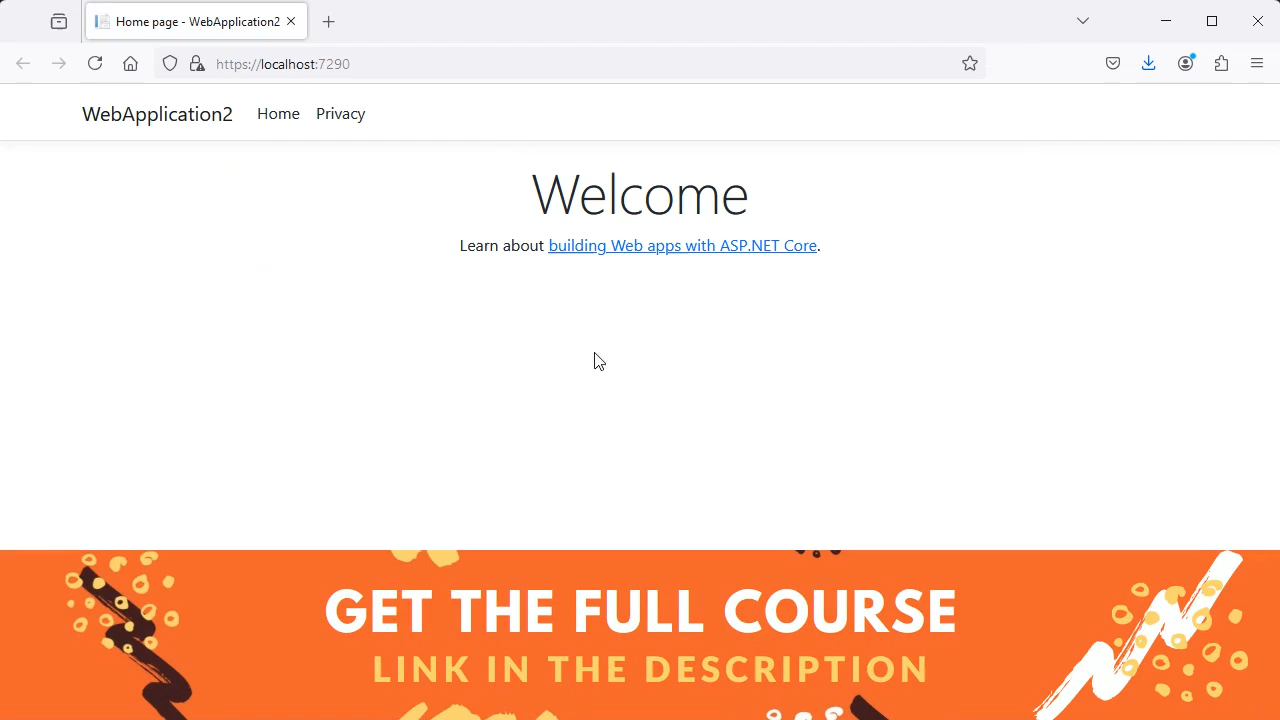 Home page - WebApplication2
https://localhost:7290
WebApplication2 Home Privacy
Welcome
Learn about building Web apps with ASP.NET Core.
GET THE FULL COURSE
LINK IN THE DESCRIPTION